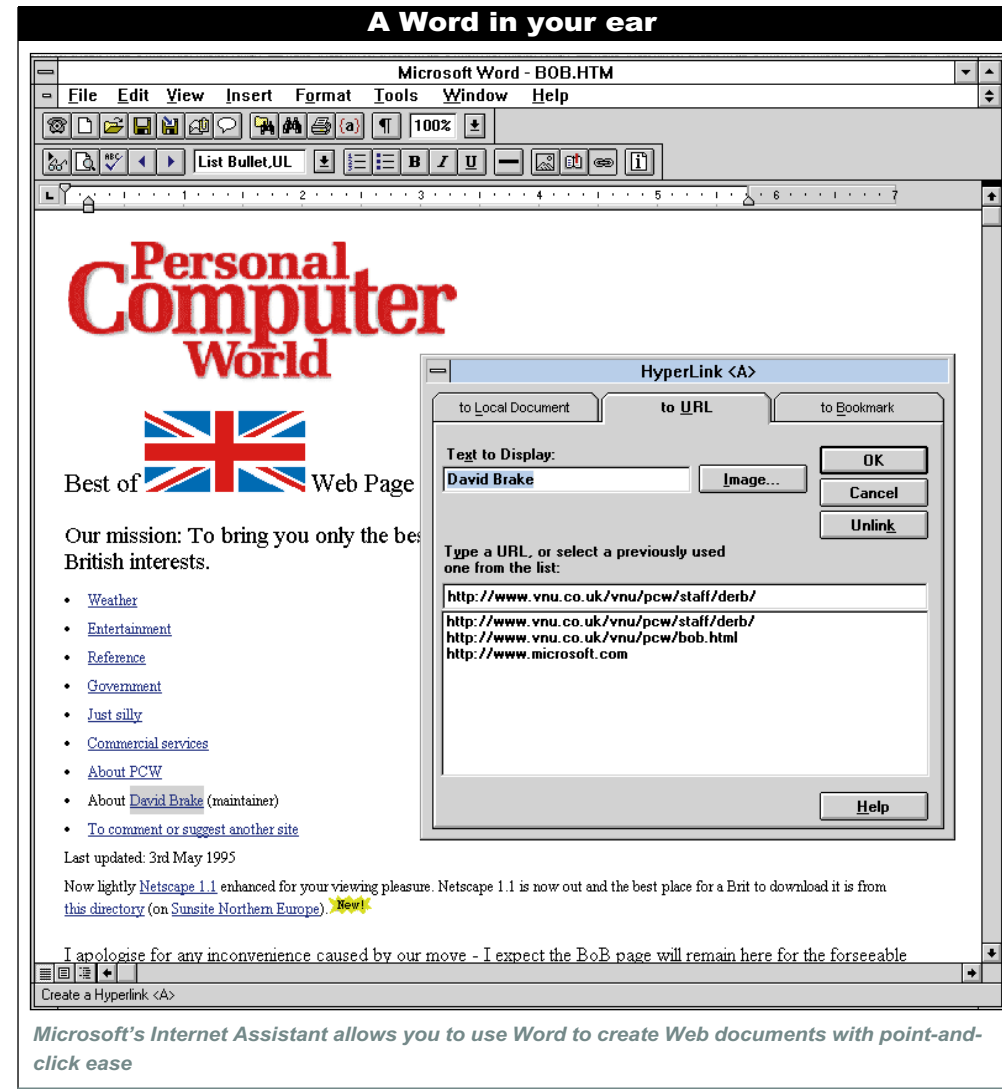 A Word in your ear
Microsoft Word - BOB.HTM
File Edit View Insert Format Tools Window Help
100%
List Bullet,UL B I U
1 2 3 4 5 6 7
Personal
Computer
World
Best of Web Page
Our mission: To bring you only the bes
British interests.
• Weather
• Entertainment
• Reference
• Government
• Just silly
• Commercial services
• About PCW
• About David Brake (maintainer)
• To comment or suggest another site
Last updated: 3rd May 1995
Now lightly Netscape 1.1 enhanced for your viewing pleasure. Netscape 1.1 is now out and the best place for a Brit to download it is from
this directory (on Sunsite Northern Europe). New!
I apologise for any inconvenience caused by our move - I expect the BoB page will remain here for the forseeable
HyperLink <A>
to Local Document to URL to Bookmark
Text to Display:
David Brake
Image...
OK
Cancel
Unlink
Type a URL, or select a previously used
one from the list:
http://www.vnu.co.uk/vnu/pcw/staff/derb/
http://www.vnu.co.uk/vnu/pcw/staff/derb/
http://www.vnu.co.uk/vnu/pcw/bob.html
http://www.microsoft.com
Help
Create a Hyperlink <A>
Microsoft's Internet Assistant allows you to use Word to create Web documents with point-and-
click ease